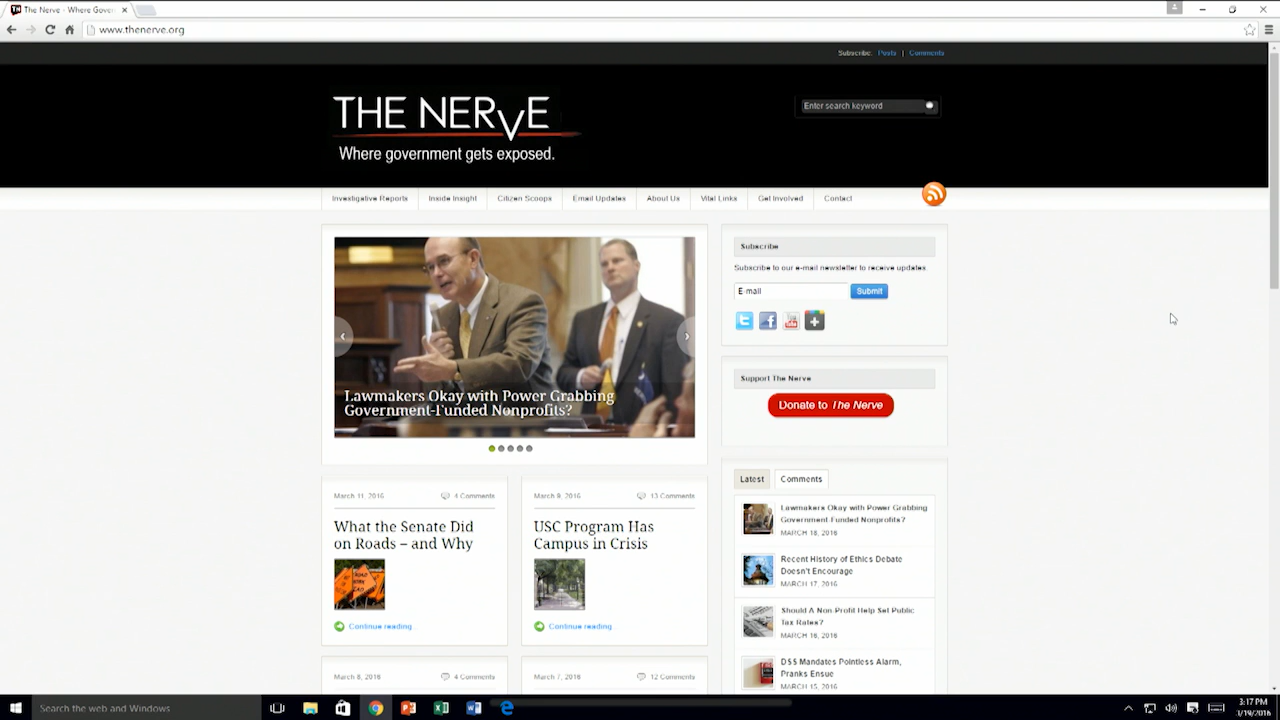 The Nerve - Where Gover
www.thenerve.org
Subscribe: Posts | Comments
THE NERVE
Where government gets exposed.
Enter search keyword
Investigative Reports
Inside Insight
Citizen Scoops
Email Updates
About Us
Vital Links
Get Involved
Contact
Lawmakers Okay with Power Grabbing
Government-Funded Nonprofits?
Subscribe
Subscribe to our e-mail newsletter to receive updates
E-mail
Submit
Support The Nerve
Donate to The Nerve
March 11, 2016
4 Comments
What the Senate Did
on Roads – and Why
Continue reading
March 9, 2016
13 Comments
USC Program Has
Campus in Crisis
Continue reading
Latest
Comments
Lawmakers Okay with Power Grabbing
Government-Funded Nonprofits?
MARCH 18, 2016
Recent History of Ethics Debate
Doesn't Encourage
MARCH 17, 2016
Should A Non-Profit Help Set Public
Tax Rates?
MARCH 16, 2016
DSS Mandates Pointless Alarm,
Pranks Ensue
MARCH 15, 2016
March 8, 2016
4 Comments
March 7, 2016
12 Comments
Search the web and Windows
3:17 PM
3/19/2016